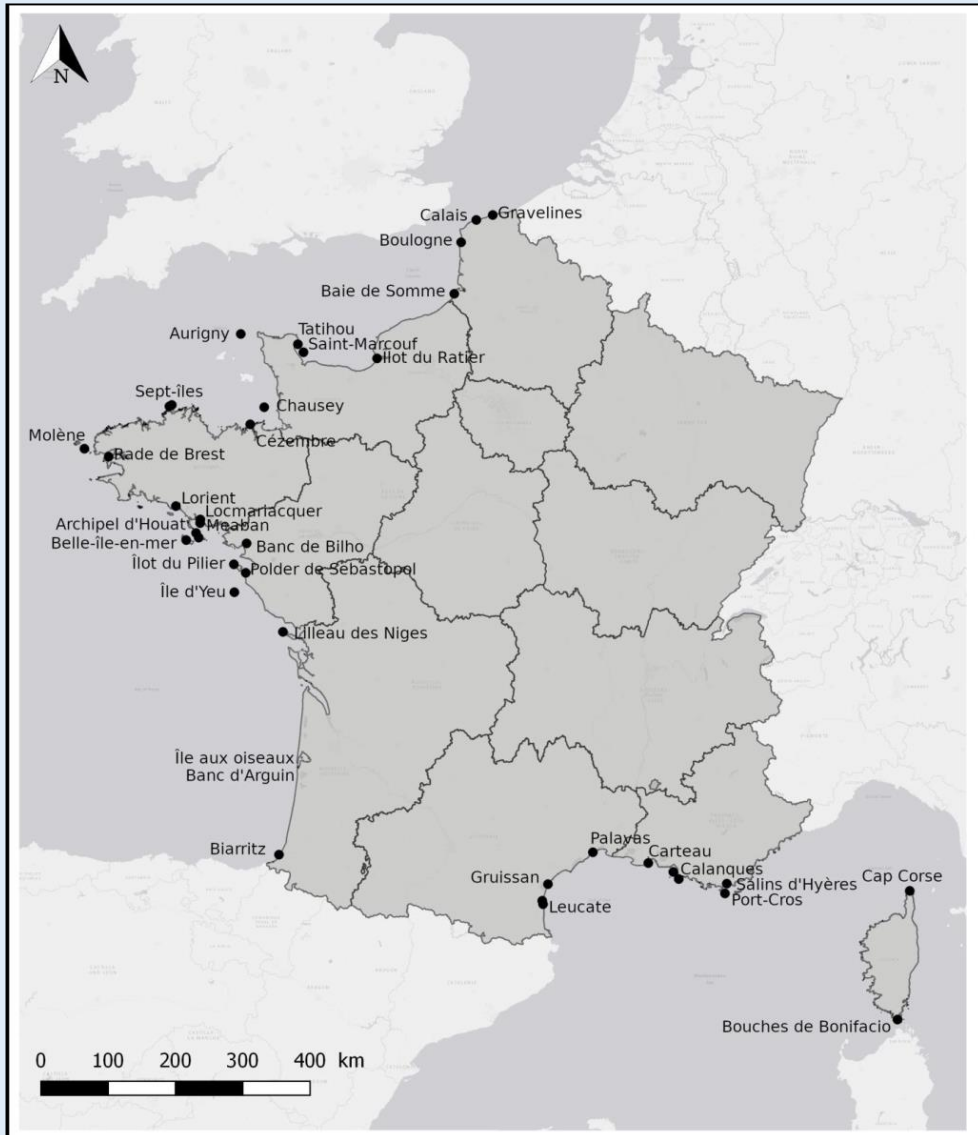 N
Calais
Gravelines
Boulogne
Baie de Somme
Aurigny
Tatihou
Saint-Marcouf
Îlot du Ratier
Sept-îles
Chausey
Cézembre
Molène
Rade de Brest
Lorient
Locmariacquer
Archipel d'Houat
Méaban
Belle-île-en-mer
Banc de Bilho
Îlot du Pilier
Polder de Sébastopol
Île d'Yeu
Lilleau des Niges
Île aux oiseaux
Banc d'Arguin
Biarritz
Palavas
Carteau
Calanques
Gruissan
Salins d'Hyères
Cap Corse
Leucate
Port-Cros
Bouches de Bonifacio
0 100 200 300 400 km